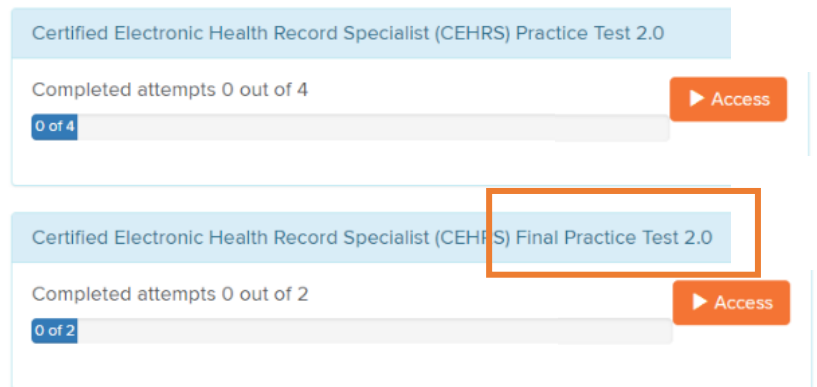 Certified Electronic Health Record Specialist (CEHRS) Practice Test 2.0
Completed attempts 0 out of 4
Access
0 of 4
Certified Electronic Health Record Specialist (CEHRS) Final Practice Test 2.0
Completed attempts 0 out of 2
Access
0 of 2